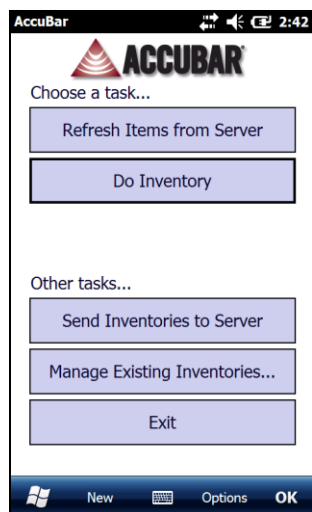 AccuBar 2:42
ACCUBAR
Choose a task...
Refresh Items from Server
Do Inventory
Other tasks...
Send Inventories to Server
Manage Existing Inventories...
Exit
New Options OK